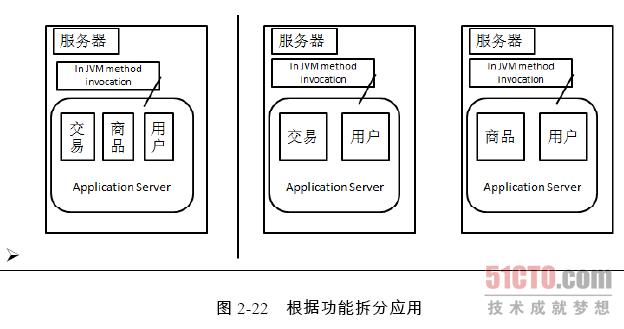 服务器
In JVM method
invocation
交易
商品
用户
Application Server
服务器
In JVM method
invocation
交易
用户
Application Server
服务器
In JVM method
invocation
商品
用户
Application Server
51CTO.com
技术成就梦想
图 2-22 根据功能拆分应用